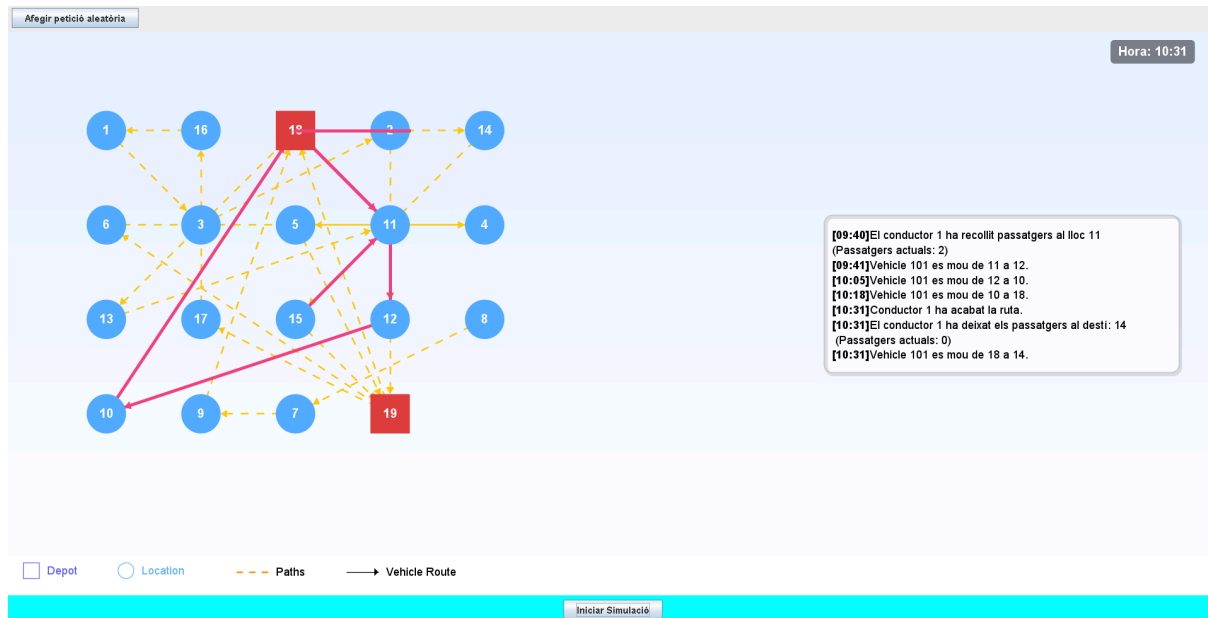 Afegir petició aleatòria
Hora: 10:31
1 16 18 2 14
6 3 5 11 4
[09:40]El conductor 1 ha recollit passatgers al lloc 11
(Passatgers actuals: 2)
[09:41]Vehicle 101 es mou de 11 a 12.
[10:05]Vehicle 101 es mou de 12 a 10.
[10:18]Vehicle 101 es mou de 10 a 18.
[10:31]Conductor 1 ha acabat la ruta.
[10:31]El conductor 1 ha deixat els passatgers al destí: 14
(Passatgers actuals: 0)
[10:31]Vehicle 101 es mou de 18 a 14.
13 17 15 12 8
10 9 7 19
Depot Location Paths Vehicle Route
Iniciar Simulació